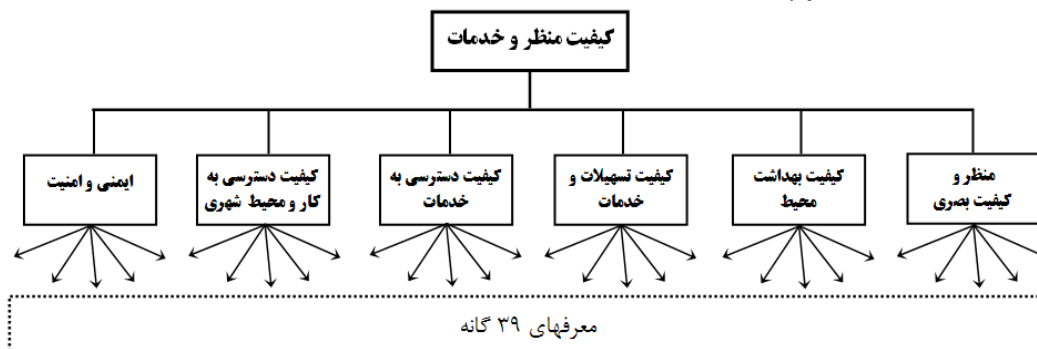 کیفیت منظر و خدمات
منظر و
کیفیت بصری
کیفیت بهداشت
محیط
کیفیت تسهیلات و
خدمات
کیفیت دسترسی به
خدمات
کیفیت دسترسی به
کار و محیط شهری
ایمنی و امنیت
معرفهای ۳۹ گانه